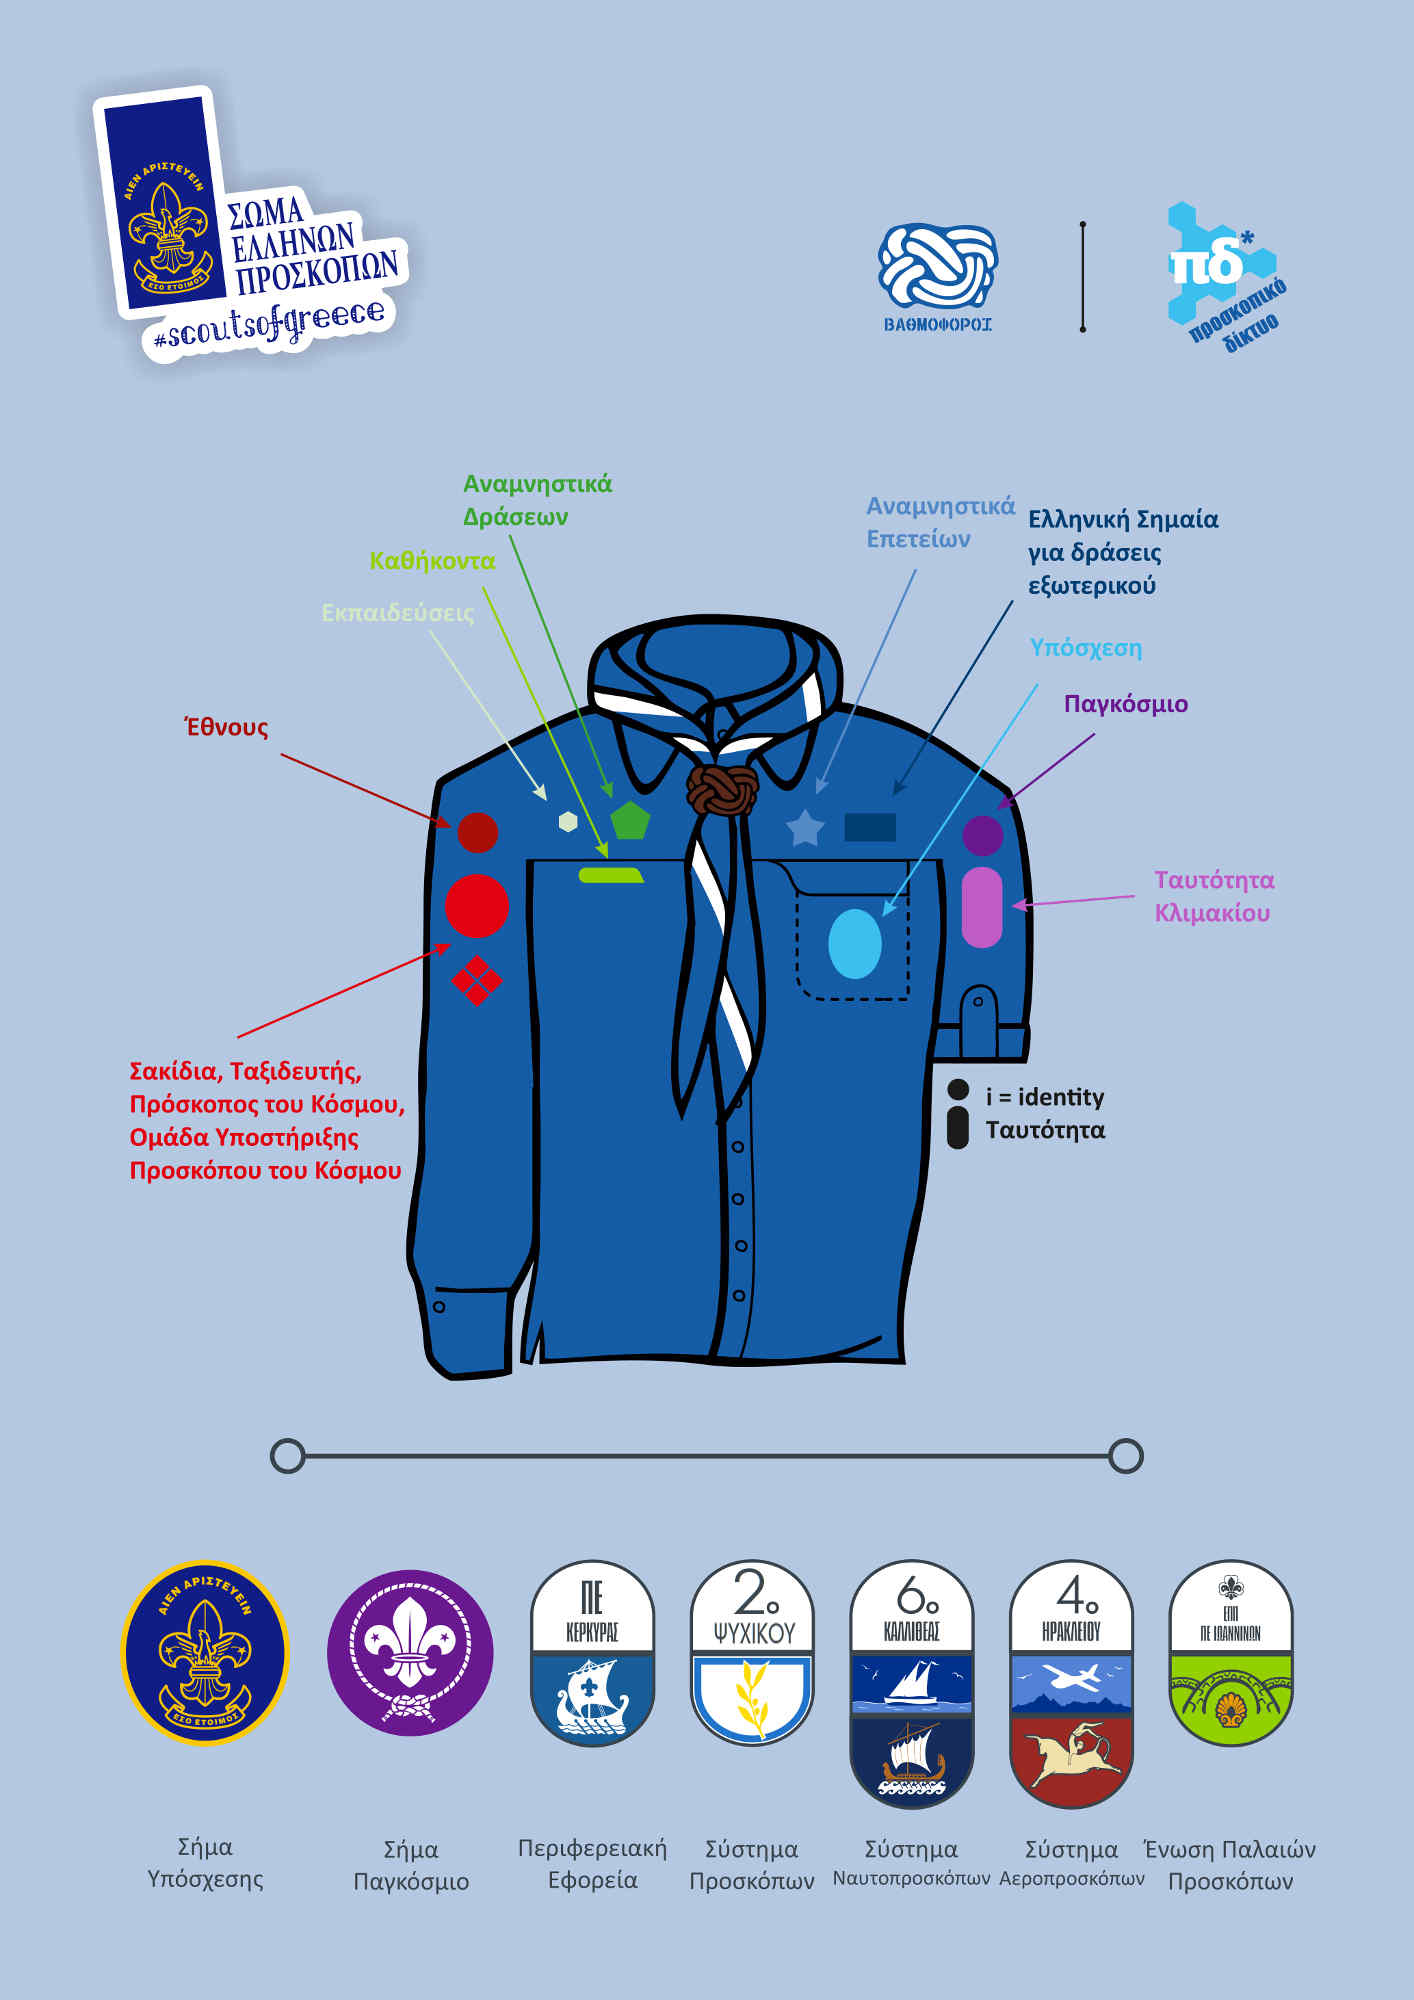 ΑΙΕΝ ΑΡΙΣΤΕΥΕΙΝ
ΕΣΟ ΕΤΟΙΜΟΣ
ΣΩΜΑ
ΕΛΛΗΝΩΝ
ΠΡΟΣΚΟΠΩΝ
#scoutsofgreece
ΒΑΘΜΟΦΟΡΟΙ
πδ*
προσκοπικό
δίκτυο
Αναμνηστικά
Δράσεων
Καθήκοντα
Εκπαιδεύσεις
Έθνους
Αναμνηστικά
Επετείων
Ελληνική Σημαία
για δράσεις
εξωτερικού
Υπόσχεση
Παγκόσμιο
Ταυτότητα
Κλιμακίου
Σακίδια, Ταξιδευτής,
Πρόσκοπος του Κόσμου,
Ομάδα Υποστήριξης
Προσκόπου του Κόσμου
i = identity
Ταυτότητα
ΑΙΕΝ ΑΡΙΣΤΕΥΕΙΝ
ΕΣΟ ΕΤΟΙΜΟΣ
ΠΕ
ΚΕΡΚΥΡΑΣ
2ο
ΨΥΧΙΚΟΥ
6ο
ΚΑΛΛΙΘΕΑΣ
4ο
ΗΡΑΚΛΕΙΟΥ
ΕΠΠ
ΠΕ ΙΩΑΝΝΙΝΩΝ
Σήμα
Υπόσχεσης
Σήμα
Παγκόσμιο
Περιφερειακή
Εφορεία
Σύστημα
Προσκόπων
Σύστημα
Ναυτοπροσκόπων
Σύστημα
Αεροπροσκόπων
Ένωση Παλαιών
Προσκόπων